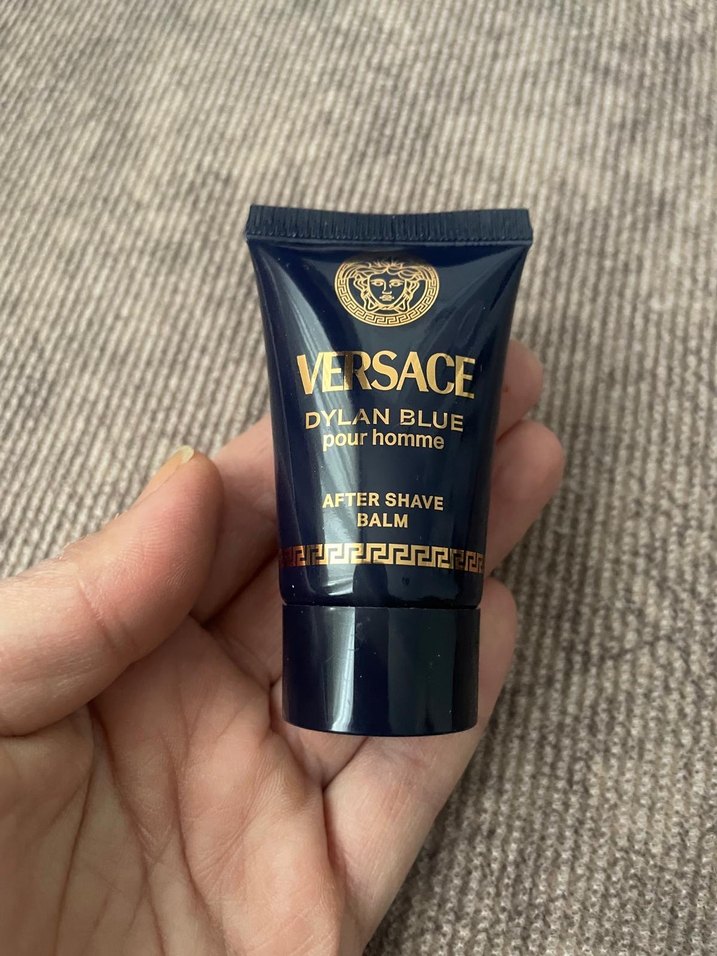 VERSACE
DYLAN BLUE
pour homme
AFTER SHAVE
BALM